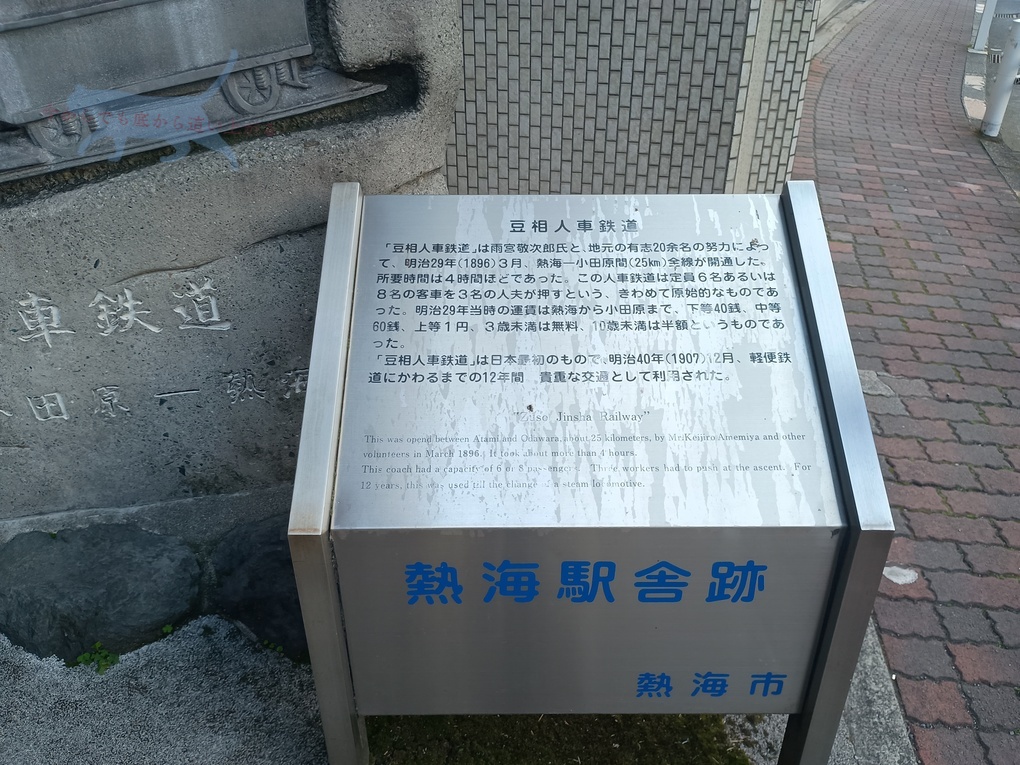 でも底から
車鉄道
田原一熱海
豆相人車鉄道
「豆相人車鉄道」は雨宮敬次郎氏と、地元の有志20余名の努力によっ
て、明治29年(1896)3月、熱海—小田原間(25km)全線が開通した。
所要時間は4時間ほどであった。この人車鉄道は定員6名あるいは
8名の客車を3名の人夫が押すという、きわめて原始的なものであ
った。明治29年当時の運賃は熱海から小田原まで、下等40銭、中等
60銭、上等1円、3歳未満は無料、10歳未満は半額というものであ
った。
「豆相人車鉄道」は日本最初のもので、明治40年(1907)12月、軽便鉄
道にかわるまでの12年間 貴重な交通として利用された。
"Zuso Jinsha Railway"
This was opend between Atami and Odawara,about 25 kilometers, by Mr.Keijiro Amemiya and other
volunteers in March 1896. It took about more than 4 hours.
This coach had a capacity of 6 or 8 passengers. Three workers had to push at the ascent. For
12 years, this was used till the change of a steam locomotive.
熱海駅舎跡
熱海市